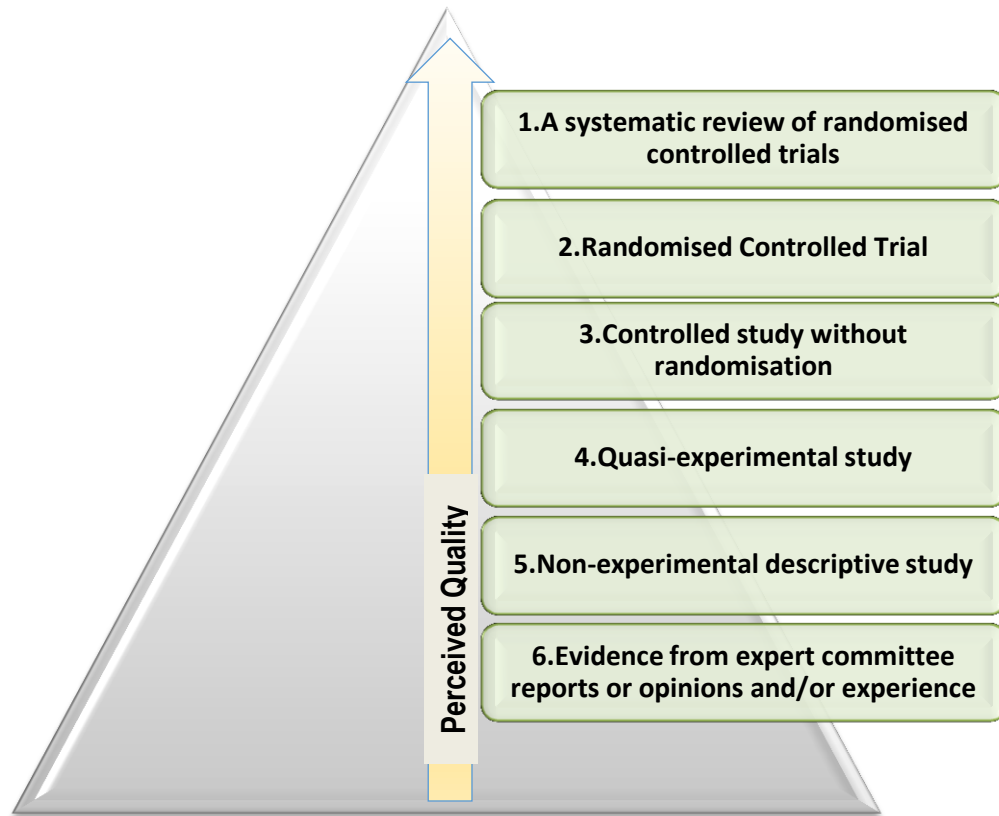 1.A systematic review of randomised
controlled trials
2.Randomised Controlled Trial
3.Controlled study without
randomisation
4.Quasi-experimental study
5.Non-experimental descriptive study
6.Evidence from expert committee
reports or opinions and/or experience
Perceived Quality